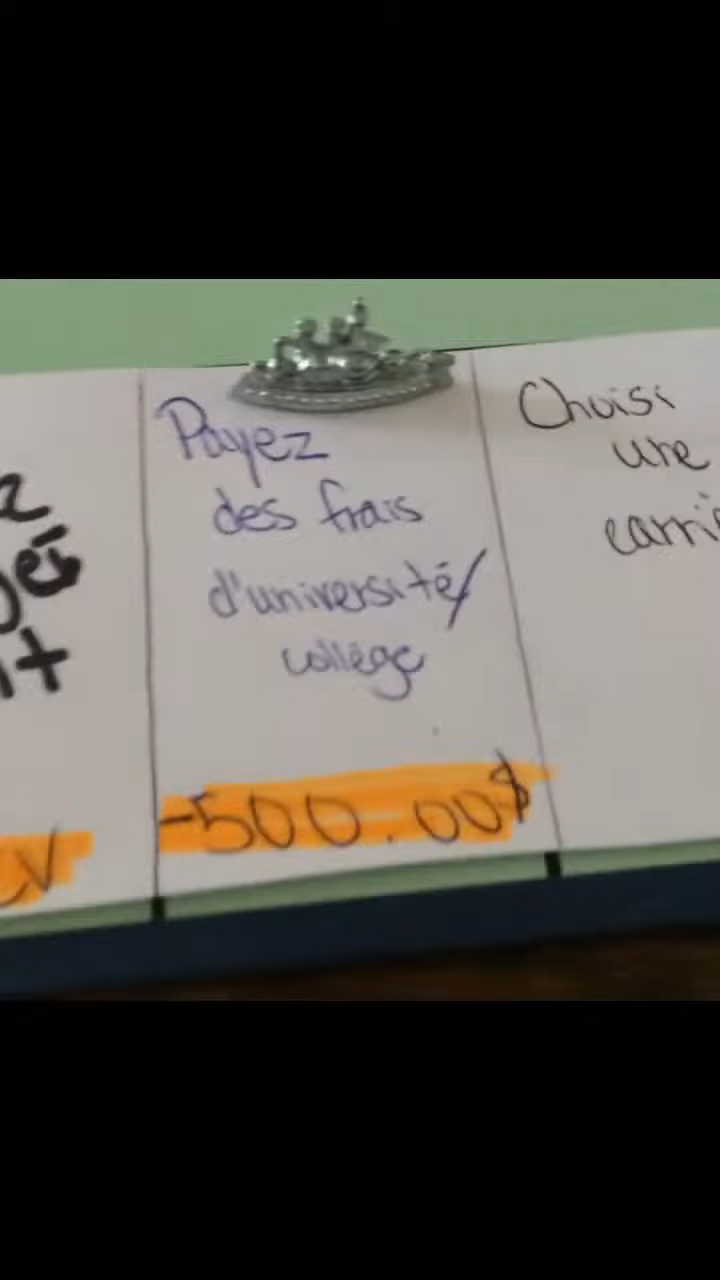 Payez
des frais
d'université/
collège
-500.00$
Choisi
une